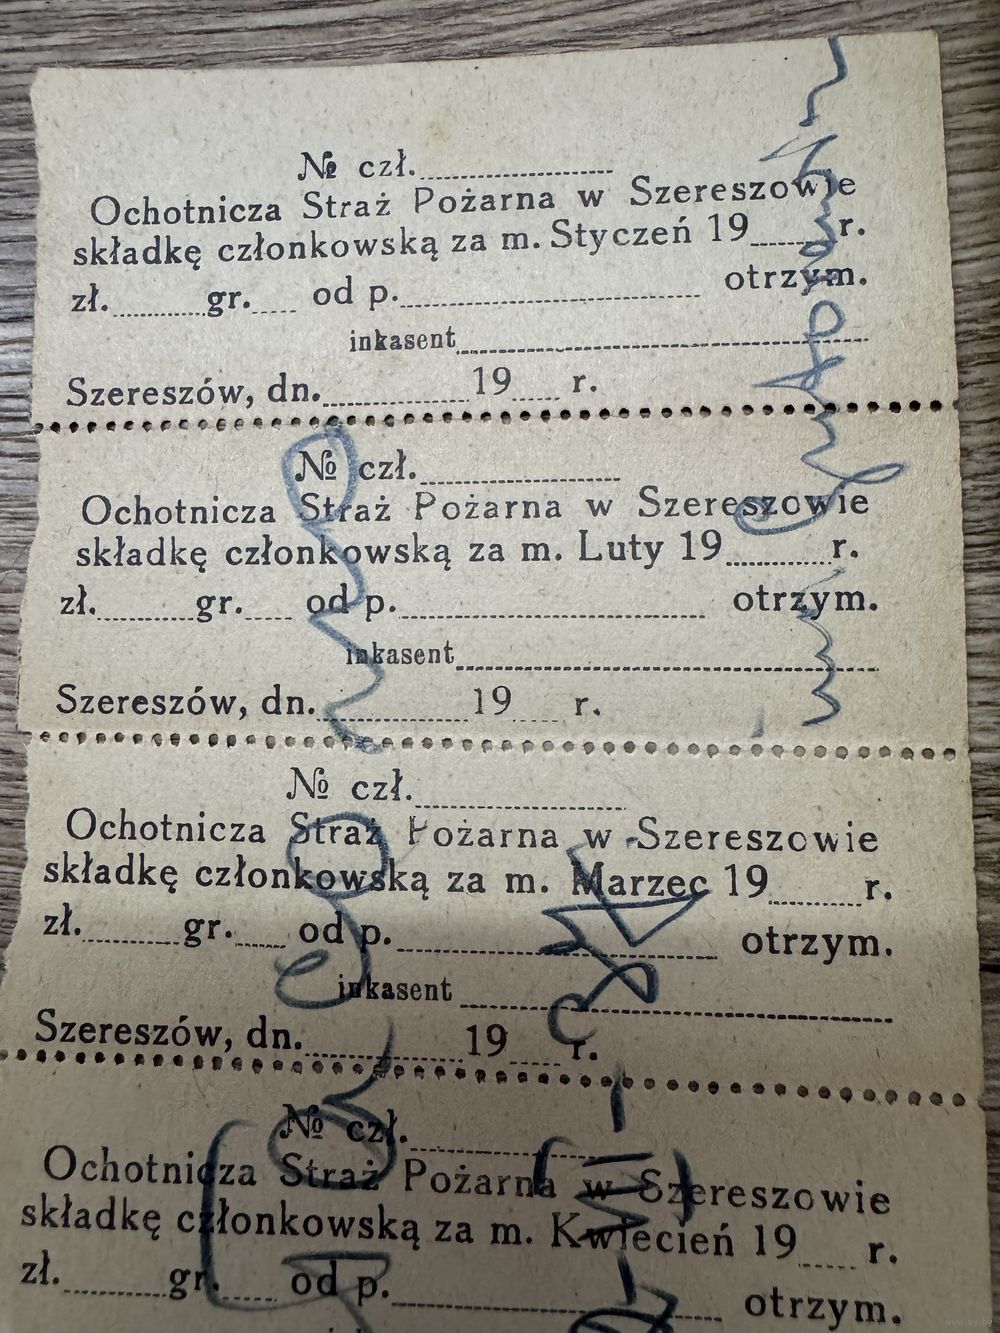 № czł.
Ochotnicza Straż Pożarna w Szereszowie
składkę członkowską za m. Styczeń 19 r.
zł. gr. od p. otrzym.
inkasent
Szereszów, dn. 19 r.
№ czł.
Ochotnicza Straż Pożarna w Szereszowie
składkę członkowską za m. Luty 19 r.
zł. gr. od p. otrzym.
inkasent
Szereszów, dn. 19 r.
№ czł.
Ochotnicza Straż Pożarna w Szereszowie
składkę członkowską za m. Marzec 19 r.
zł. gr. od p. otrzym.
inkasent
Szereszów, dn. 19 r.
№ czł.
Ochotnicza Straż Pożarna w Szereszowie
składkę członkowską za m. Kwiecień 19 r.
zł. gr. od p. otrzym.
www.ay.by